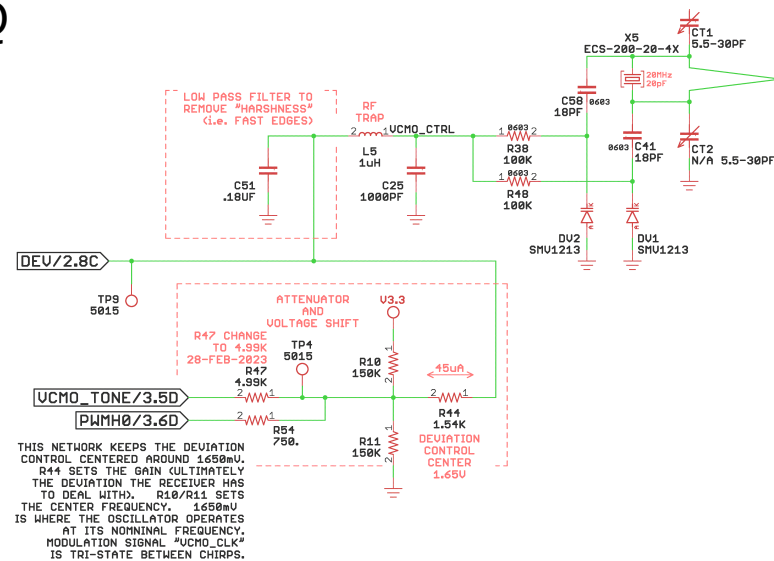 Q
CT1
5.5-30PF
X5
ECS-200-20-4X
20MHz
20pF
C58
18PF
0603
LOW PASS FILTER TO
REMOVE "HARSHNESS"
(i.e. FAST EDGES)
RF
TRAP
2
1
VCMO_CTRL
L5
1uH
1
0603
2
R38
100K
0603
C41
18PF
CT2
N/A 5.5-30PF
1
0603
2
R48
100K
C51
.18UF
C25
1000PF
K
A
DV2
SMV1213
K
A
DV1
SMV1213
DEV/2.8C
TP9
5015
ATTENUATOR
AND
VOLTAGE SHIFT
V3.3
R47 CHANGE
TO 4.99K
28-FEB-2023
TP4
5015
R47
4.99K
1
R10
150K
2
45uA
VCMO_TONE/3.5D
2
1
2
1
R44
1.54K
PWMH0/3.6D
2
1
R54
750.
1
R11
150K
2
DEVIATION
CONTROL
CENTER
1.65V
THIS NETWORK KEEPS THE DEVIATION
CONTROL CENTERED AROUND 1650mV.
R44 SETS THE GAIN (ULTIMATELY
THE DEVIATION THE RECEIVER HAS
TO DEAL WITH). R10/R11 SETS
THE CENTER FREQUENCY. 1650mV
IS WHERE THE OSCILLATOR OPERATES
AT ITS NOMNINAL FREQUENCY.
MODULATION SIGNAL "VCMO_CLK"
IS TRI-STATE BETWEEN CHIRPS.